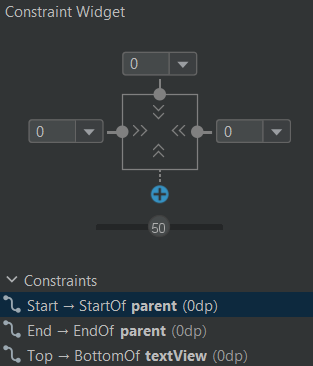 Constraint Widget
0
0
0
50
Constraints
Start → StartOf parent (0dp)
End → EndOf parent (0dp)
Top → BottomOf textView (0dp)